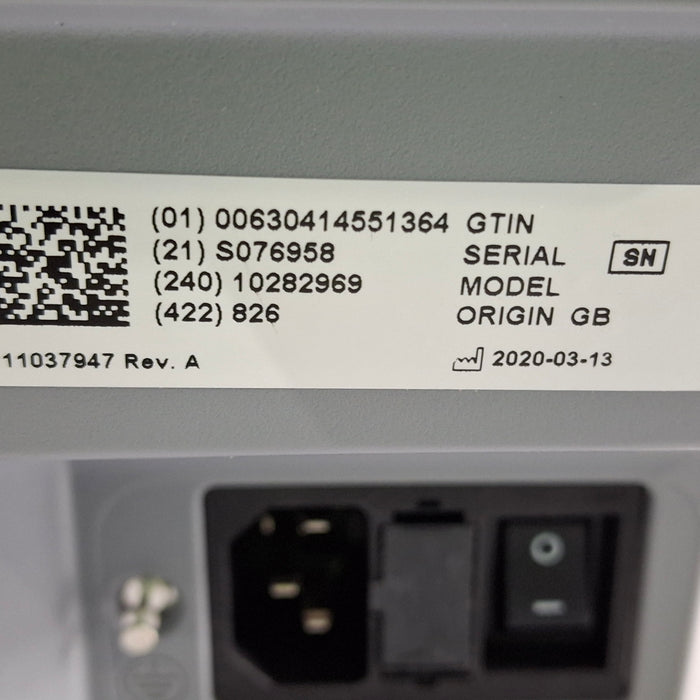 (01) 00630414551364 GTIN
(21) S076958 SERIAL SN
(240) 10282969 MODEL
(422) 826 ORIGIN GB
11037947 Rev. A 2020-03-13